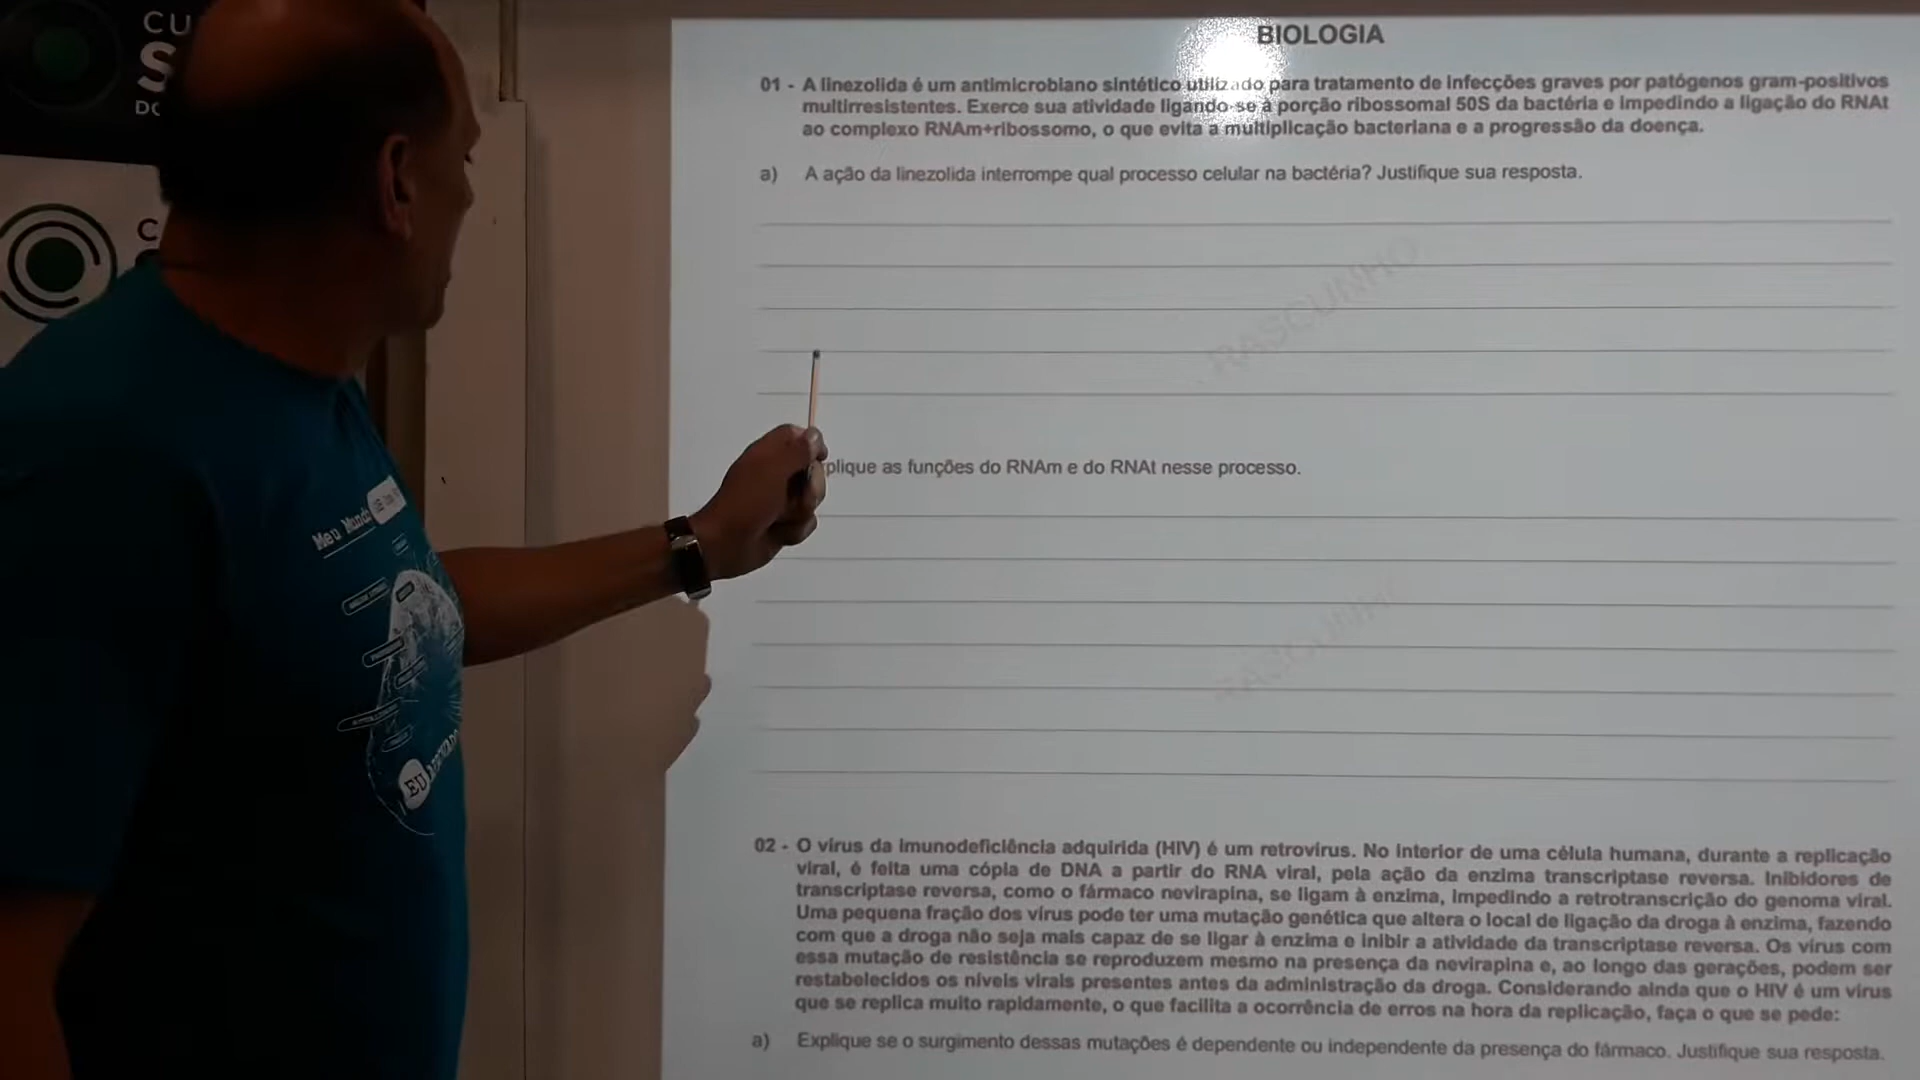 CU
S
DO
C
BIOLOGIA
01 - A linezolida é um antimicrobiano sintético utilizado para tratamento de infecções graves por patógenos gram-positivos
multirresistentes. Exerce sua atividade ligando-se à porção ribossomal 50S da bactéria e impedindo a ligação do RNAt
ao complexo RNAm+ribossomo, o que evita a multiplicação bacteriana e a progressão da doença.
a) A ação da linezolida interrompe qual processo celular na bactéria? Justifique sua resposta.
RASCUNHO
plique as funções do RNAm e do RNAt nesse processo.
RASCUNHO
Meu Mundo
EU
02 - O vírus da imunodeficiência adquirida (HIV) é um retrovírus. No interior de uma célula humana, durante a replicação
viral, é feita uma cópia de DNA a partir do RNA viral, pela ação da enzima transcriptase reversa. Inibidores de
transcriptase reversa, como o fármaco nevirapina, se ligam à enzima, impedindo a retrotranscrição do genoma viral.
Uma pequena fração dos vírus pode ter uma mutação genética que altera o local de ligação da droga à enzima, fazendo
com que a droga não seja mais capaz de se ligar à enzima e inibir a atividade da transcriptase reversa. Os vírus com
essa mutação de resistência se reproduzem mesmo na presença da nevirapina e, ao longo das gerações, podem ser
restabelecidos os níveis virais presentes antes da administração da droga. Considerando ainda que o HIV é um vírus
que se replica muito rapidamente, o que facilita a ocorrência de erros na hora da replicação, faça o que se pede:
a) Explique se o surgimento dessas mutações é dependente ou independente da presença do fármaco. Justifique sua resposta.